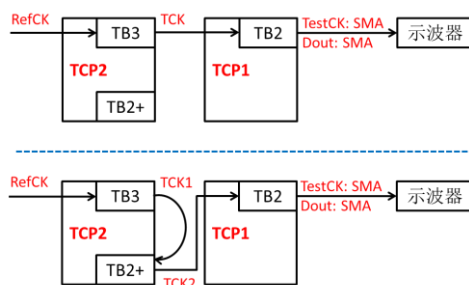 RefCK
TB3
TCK
TB2
TestCK: SMA
Dout: SMA
示波器
TCP2
TCP1
TB2+
RefCK
TB3
TCK1
TB2
TestCK: SMA
Dout: SMA
示波器
TCP2
TCP1
TB2+
TCK2